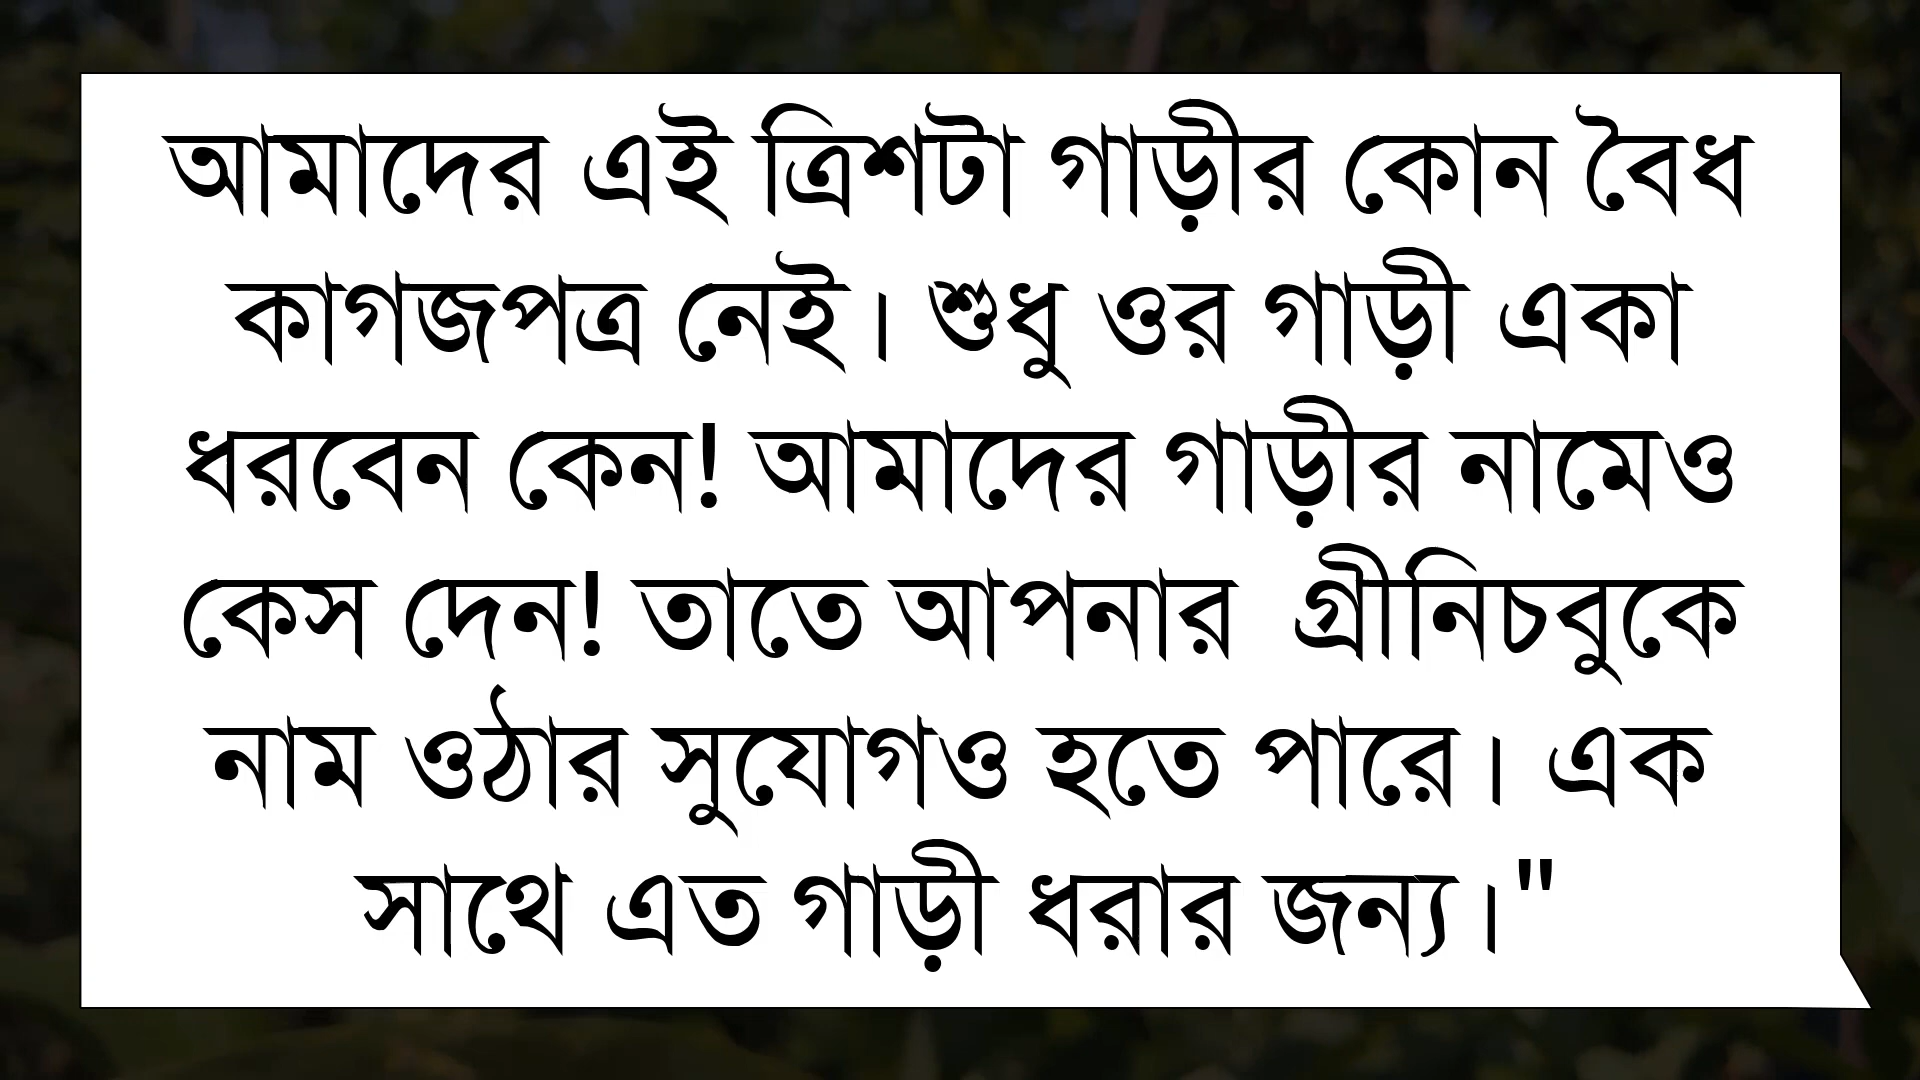 আমাদের এই ত্রিশটা গাড়ীর কোন বৈধ
কাগজপত্র নেই। শুধু ওর গাড়ী একা
ধরবেন কেন! আমাদের গাড়ীর নামেও
কেস দেন! তাতে আপনার  গ্রীনিচবুকে
নাম ওঠার সুযোগও হতে পারে। এক
সাথে এত গাড়ী ধরার জন্য।"